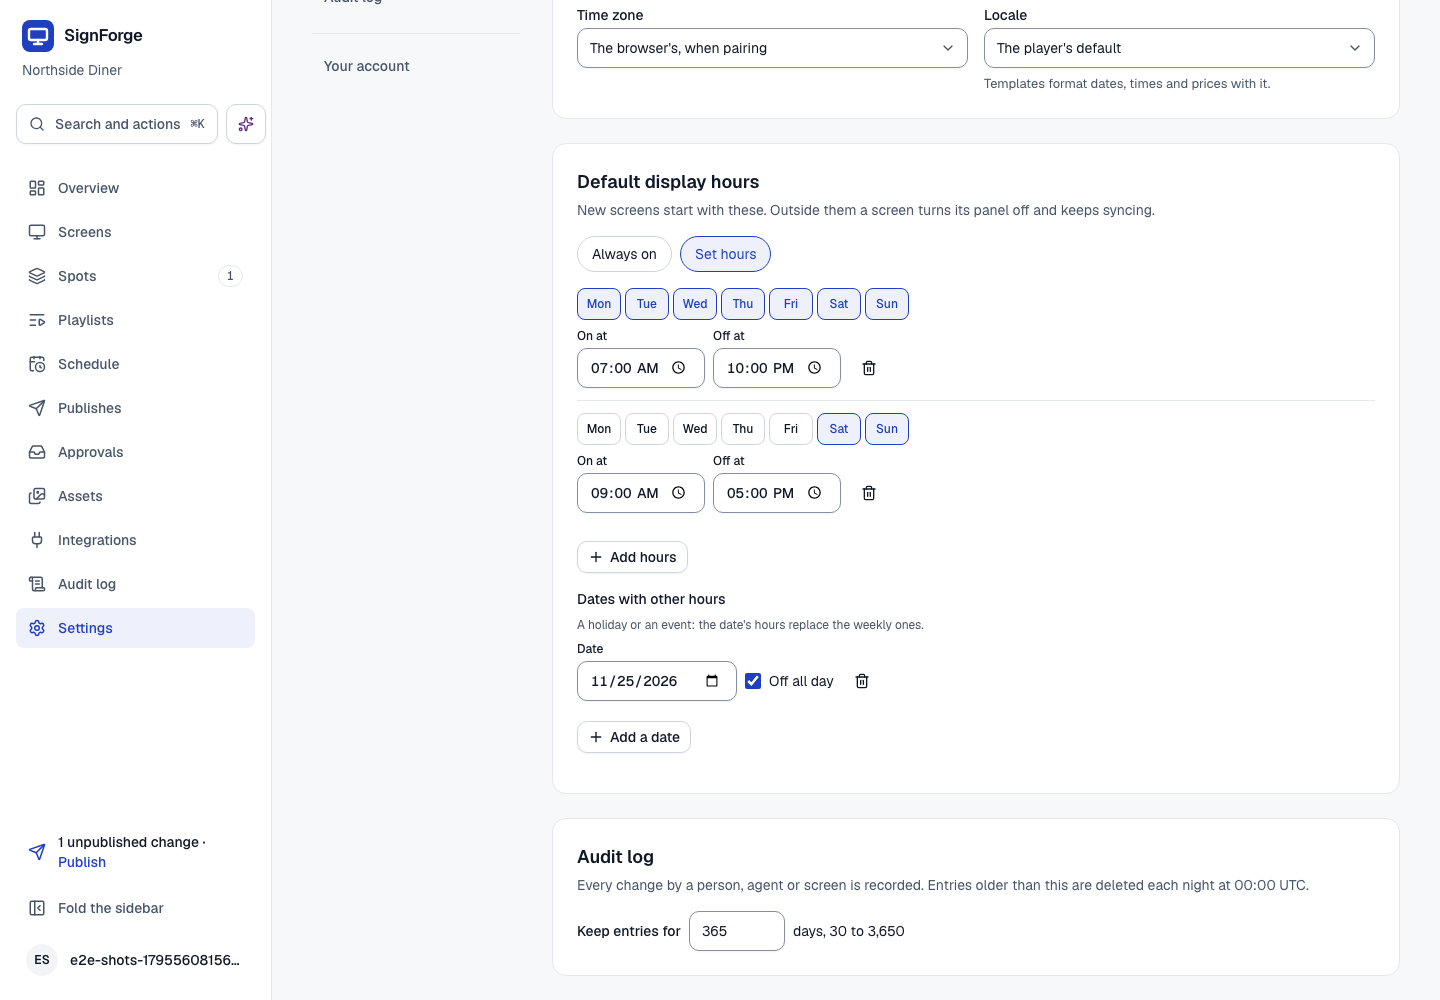 SignForge
Northside Diner
Search and actions ⌘K
Overview
Screens
Spots 1
Playlists
Schedule
Publishes
Approvals
Assets
Integrations
Audit log
Settings
1 unpublished change ·
Publish
Fold the sidebar
ES e2e-shots-17955608156...
Audit log
Your account
Time zone Locale
The browser's, when pairing The player's default
Templates format dates, times and prices with it.
Default display hours
New screens start with these. Outside them a screen turns its panel off and keeps syncing.
Always on Set hours
Mon Tue Wed Thu Fri Sat Sun
On at Off at
07:00 AM 10:00 PM
Mon Tue Wed Thu Fri Sat Sun
On at Off at
09:00 AM 05:00 PM
Add hours
Dates with other hours
A holiday or an event: the date's hours replace the weekly ones.
Date
11/25/2026 Off all day
Add a date
Audit log
Every change by a person, agent or screen is recorded. Entries older than this are deleted each night at 00:00 UTC.
Keep entries for 365 days, 30 to 3,650